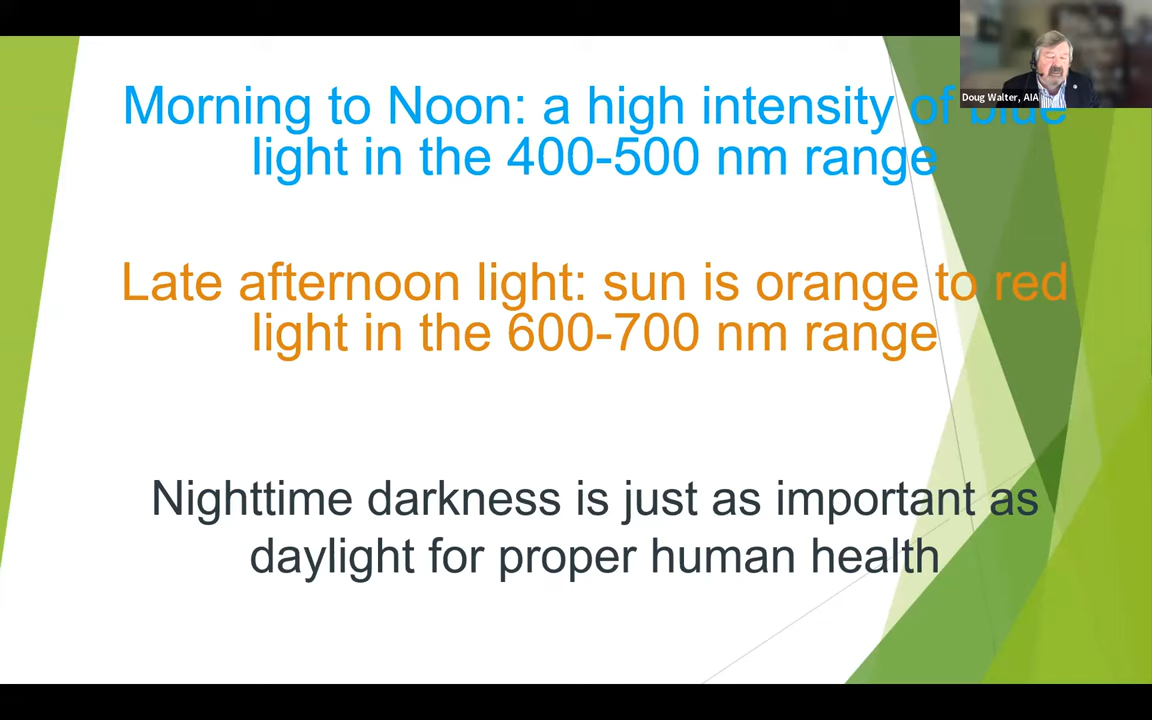 Morning to Noon: a high intensity of blue
light in the 400-500 nm range
Doug Walter, AIA
Late afternoon light: sun is orange to red
light in the 600-700 nm range
Nighttime darkness is just as important as
daylight for proper human health